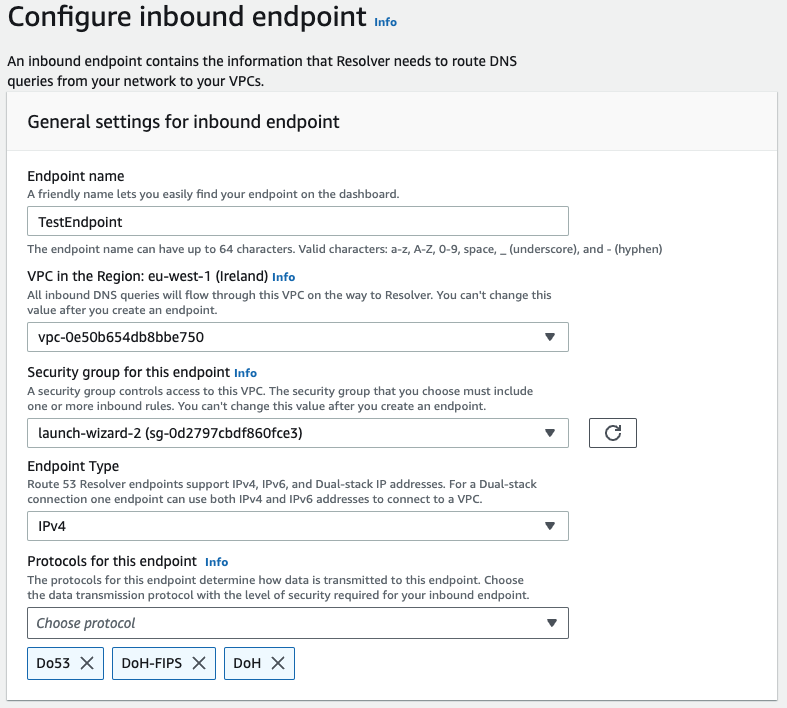 Configure inbound endpoint Info
An inbound endpoint contains the information that Resolver needs to route DNS
queries from your network to your VPCs.
General settings for inbound endpoint
Endpoint name
A friendly name lets you easily find your endpoint on the dashboard.
TestEndpoint
The endpoint name can have up to 64 characters. Valid characters: a-z, A-Z, 0-9, space, _ (underscore), and - (hyphen)
VPC in the Region: eu-west-1 (Ireland) Info
All inbound DNS queries will flow through this VPC on the way to Resolver. You can't change this
value after you create an endpoint.
vpc-0e50b654db8bbe750
Security group for this endpoint Info
A security group controls access to this VPC. The security group that you choose must include
one or more inbound rules. You can't change this value after you create an endpoint.
launch-wizard-2 (sg-0d2797cbdf860fce3)
Endpoint Type
Route 53 Resolver endpoints support IPv4, IPv6, and Dual-stack IP addresses. For a Dual-stack
connection one endpoint can use both IPv4 and IPv6 addresses to connect to a VPC.
IPv4
Protocols for this endpoint Info
The protocols for this endpoint determine how data is transmitted to this endpoint. Choose
the data transmission protocol with the level of security required for your inbound endpoint.
Choose protocol
Do53 DoH-FIPS DoH